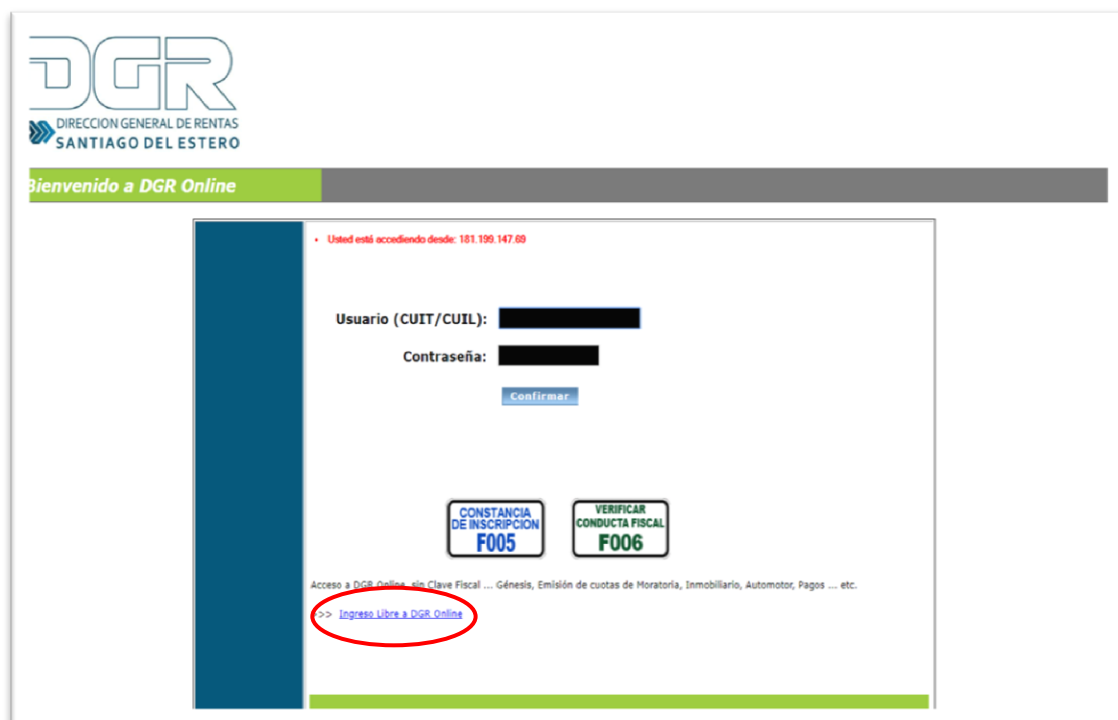 DGR
DIRECCION GENERAL DE RENTAS
SANTIAGO DEL ESTERO
Bienvenido a DGR Online
• Usted está accediendo desde: 181.199.147.69
Usuario (CUIT/CUIL):
Contraseña:
Confirmar
CONSTANCIA
DE INSCRIPCION
F005
VERIFICAR
CONDUCTA FISCAL
F006
Acceso a DGR Online, sin Clave Fiscal ... Génesis, Emisión de cuotas de Moratoria, Inmobiliario, Automotor, Pagos ... etc.
>> Ingreso Libre a DGR Online